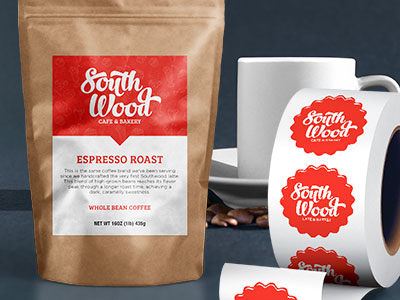 South
Wood
CAFE & BAKERY
ESPRESSO ROAST
This is the same coffee brand we've been serving
since we handcrafted the very first Southwood latte.
This blend of high-grown beans reaches its flavor
peak through a longer roast time, achieving a
dark, caramelly sweetness.
WHOLE BEAN COFFEE
NET WT 16OZ (1lb) 435g
South
Wood
CAFE & BAKERY
South
Wood
CAFE & BAKERY